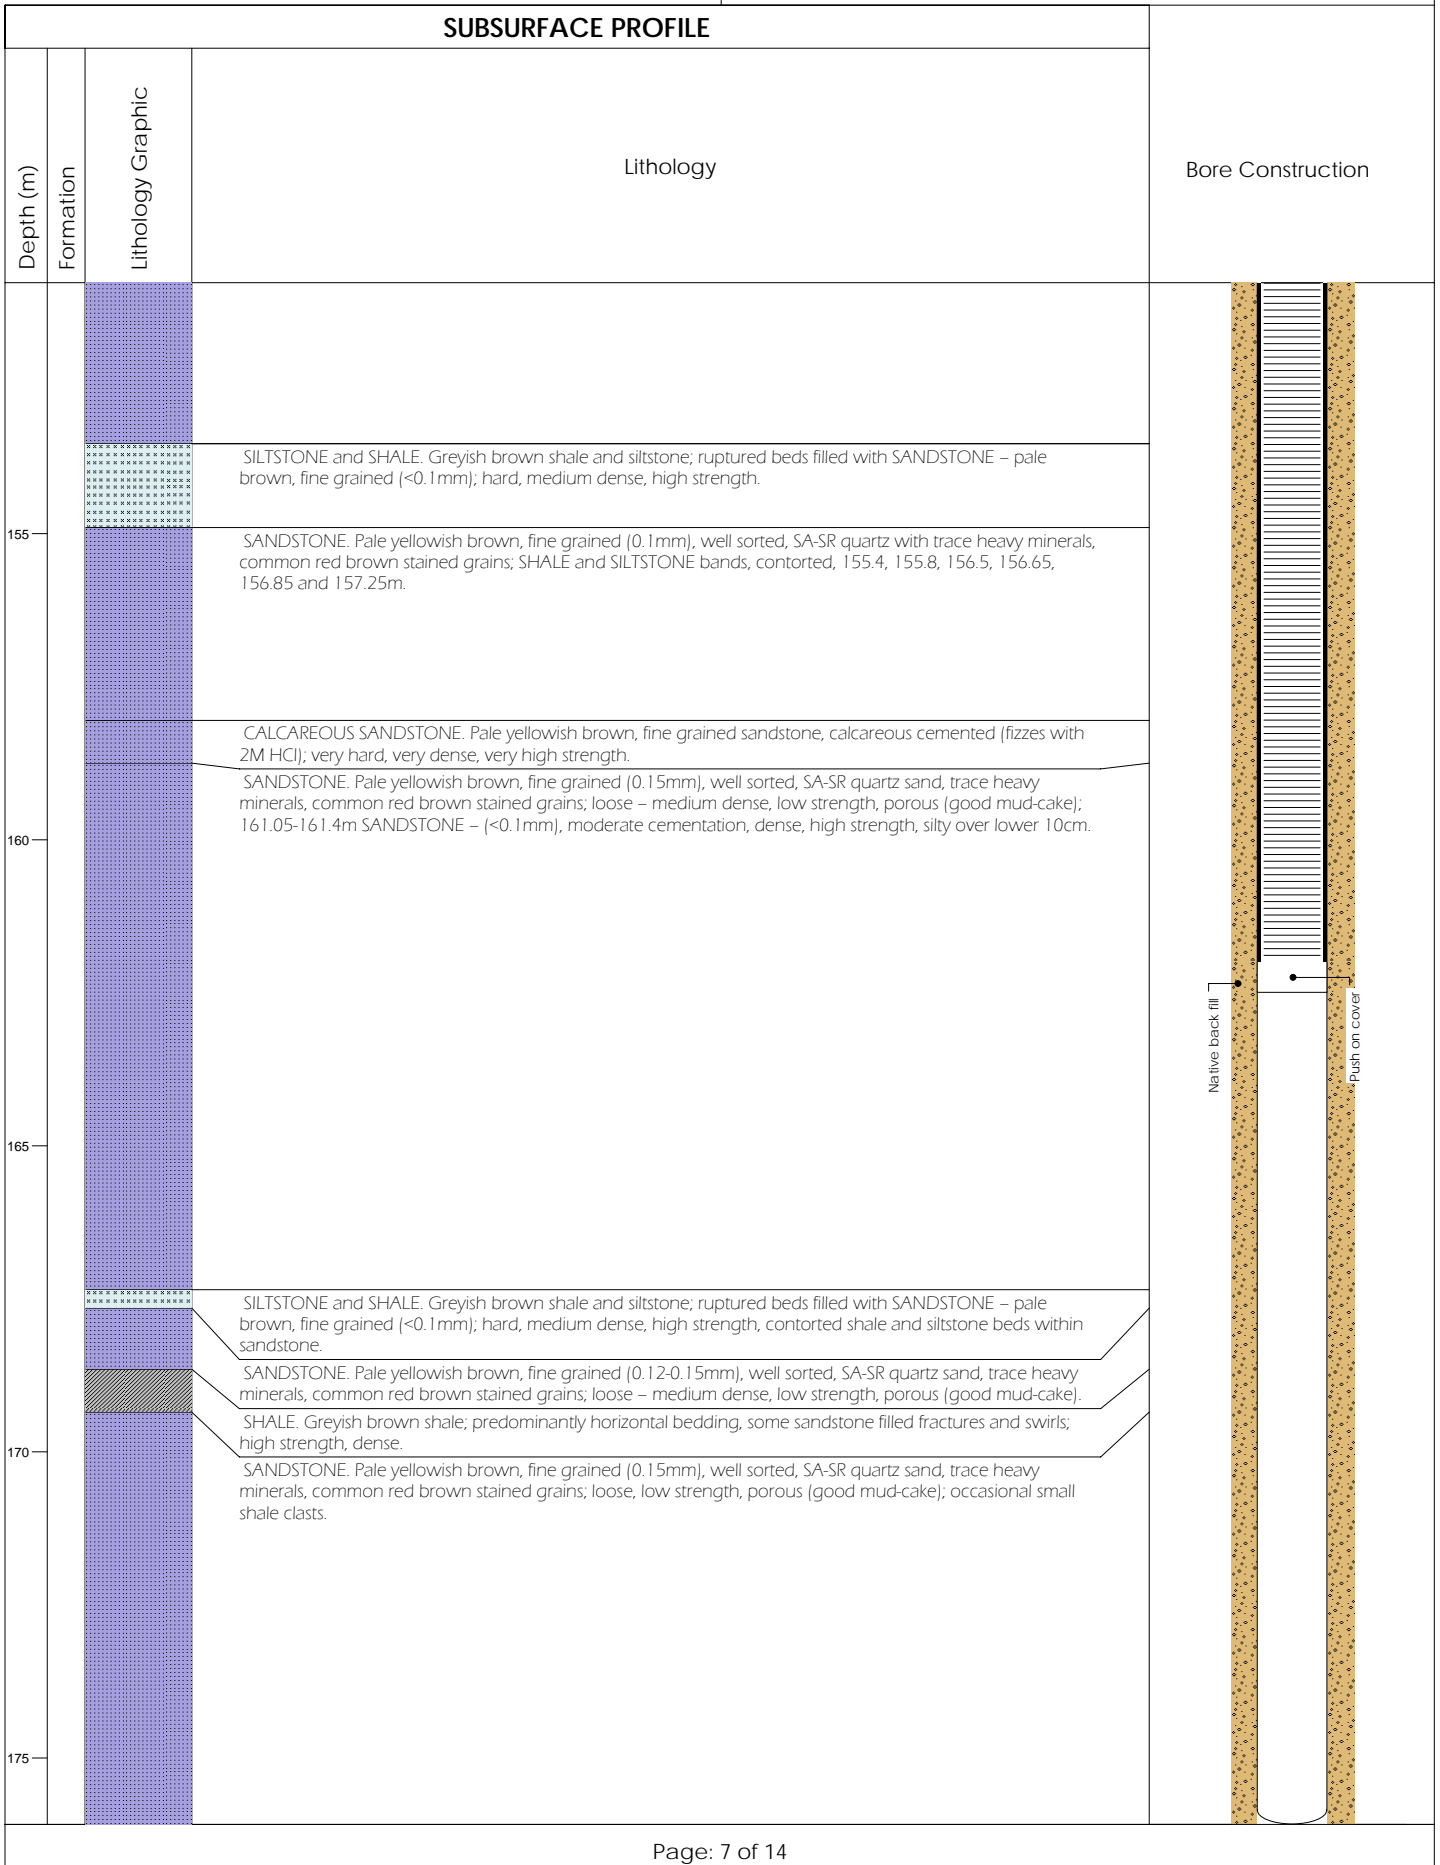 SUBSURFACE PROFILE
Depth (m)
Formation
Lithology Graphic
Lithology
Bore Construction
SILTSTONE and SHALE. Greyish brown shale and siltstone; ruptured beds filled with SANDSTONE – pale
brown, fine grained (<0.1mm); hard, medium dense, high strength.
155
SANDSTONE. Pale yellowish brown, fine grained (0.1mm), well sorted, SA-SR quartz with trace heavy minerals,
common red brown stained grains; SHALE and SILTSTONE bands, contorted, 155.4, 155.8, 156.5, 156.65,
156.85 and 157.25m.
CALCAREOUS SANDSTONE. Pale yellowish brown, fine grained sandstone, calcareous cemented (fizzes with
2M HCl); very hard, very dense, very high strength.
SANDSTONE. Pale yellowish brown, fine grained (0.15mm), well sorted, SA-SR quartz sand, trace heavy
minerals, common red brown stained grains; loose – medium dense, low strength, porous (good mud-cake);
161.05-161.4m SANDSTONE – (<0.1mm), moderate cementation, dense, high strength, silty over lower 10cm.
160
Native back fill
Push on cover
165
SILTSTONE and SHALE. Greyish brown shale and siltstone; ruptured beds filled with SANDSTONE – pale
brown, fine grained (<0.1mm); hard, medium dense, high strength, contorted shale and siltstone beds within
sandstone.
SANDSTONE. Pale yellowish brown, fine grained (0.12-0.15mm), well sorted, SA-SR quartz sand, trace heavy
minerals, common red brown stained grains; loose – medium dense, low strength, porous (good mud-cake).
SHALE. Greyish brown shale; predominantly horizontal bedding, some sandstone filled fractures and swirls;
high strength, dense.
170
SANDSTONE. Pale yellowish brown, fine grained (0.15mm), well sorted, SA-SR quartz sand, trace heavy
minerals, common red brown stained grains; loose, low strength, porous (good mud-cake); occasional small
shale clasts.
175
Page: 7 of 14